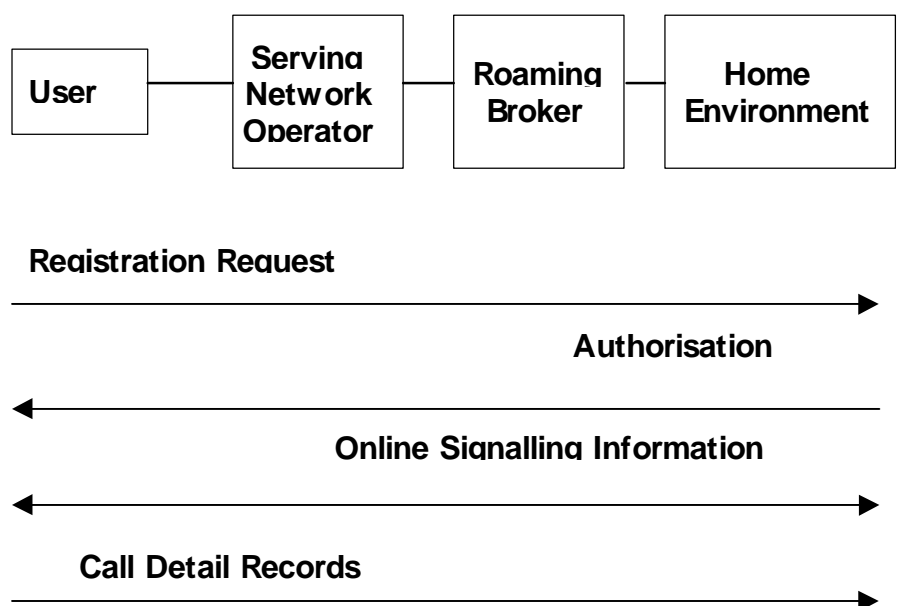 User
Serving
Network
Operator
Roaming
Broker
Home
Environment
Registration Request
Authorisation
Online Signalling Information
Call Detail Records